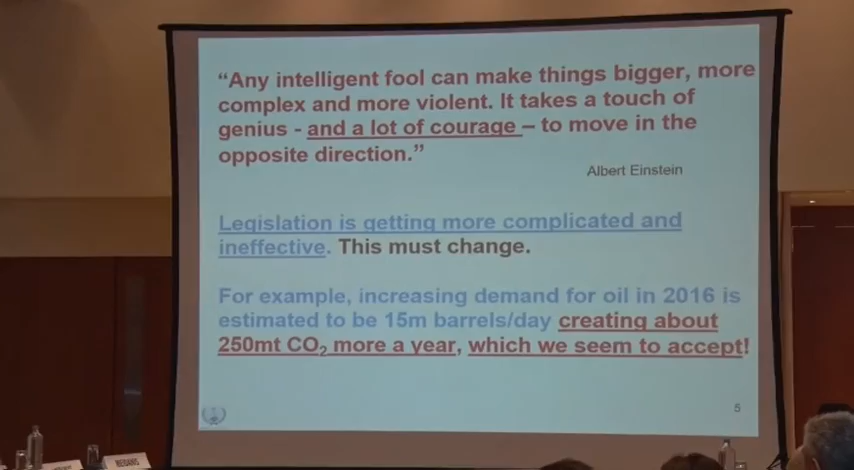 “Any intelligent fool can make things bigger, more
complex and more violent. It takes a touch of
genius - and a lot of courage – to move in the
opposite direction.”
Albert Einstein
Legislation is getting more complicated and
ineffective. This must change.
For example, increasing demand for oil in 2016 is
estimated to be 15m barrels/day creating about
250mt CO₂ more a year, which we seem to accept!
5